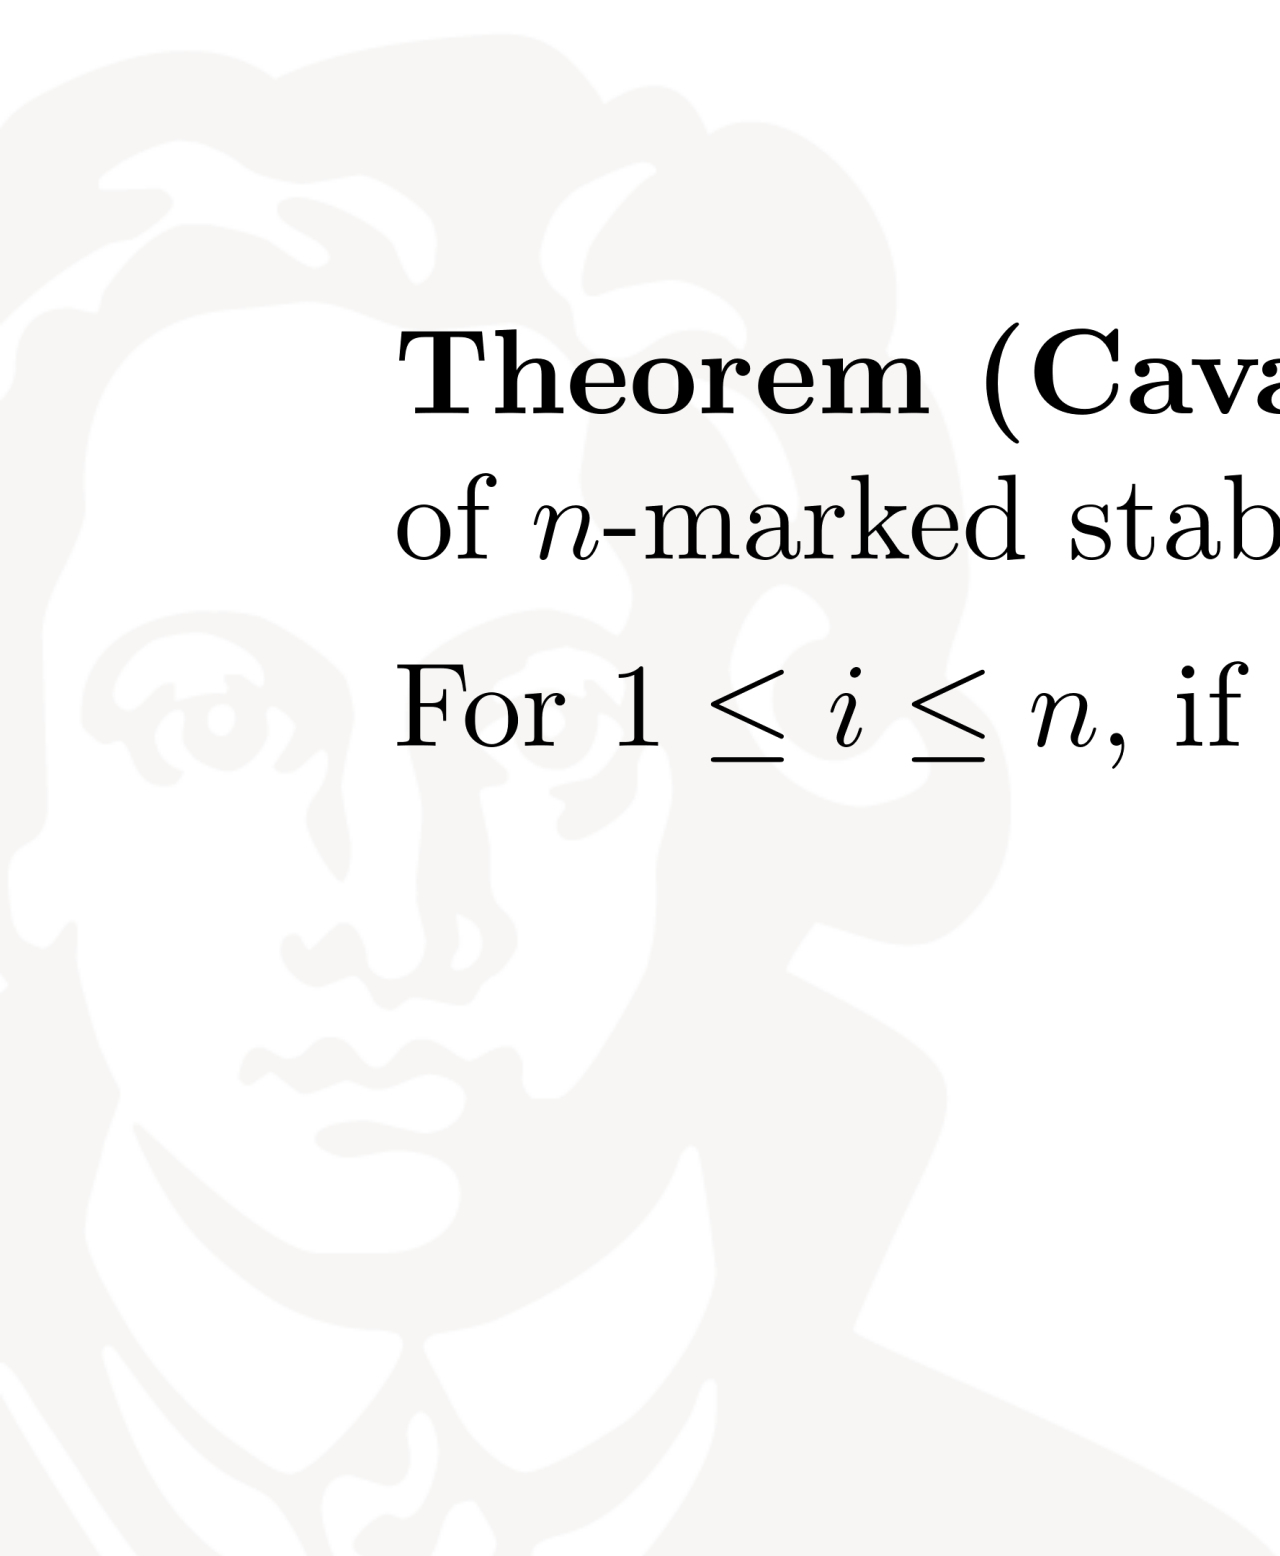 Theorem (Cava
of n-marked stab
For 1 ≤ i ≤ n, if